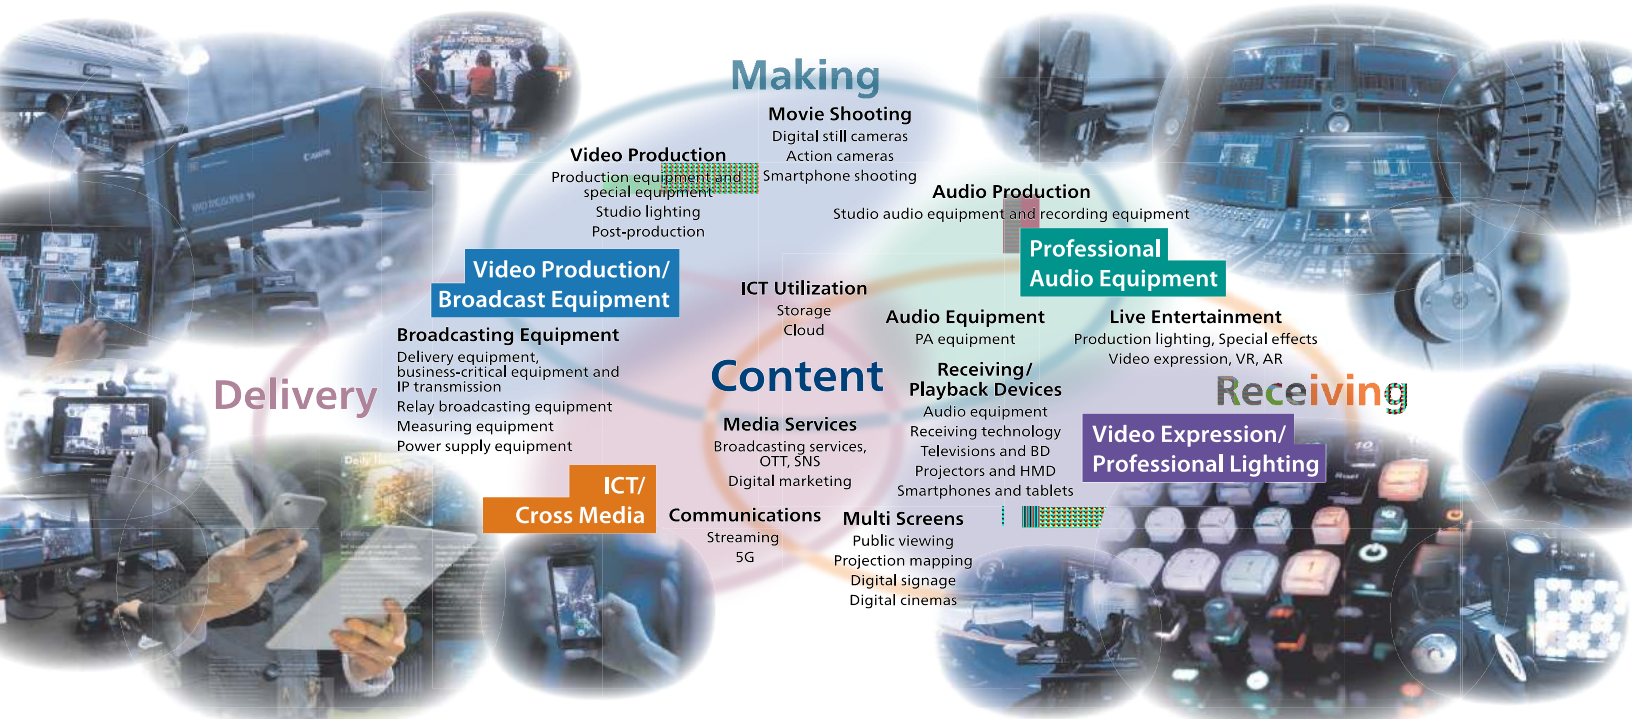 Making
Movie Shooting
Digital still cameras
Action cameras
Smartphone shooting
Video Production
Production equipment and
special equipment
Studio lighting
Post-production
Audio Production
Studio audio equipment and recording equipment
Professional
Audio Equipment
Video Production/
Broadcast Equipment
ICT Utilization
Storage
Cloud
Audio Equipment
PA equipment
Live Entertainment
Production lighting, Special effects
Video expression, VR, AR
Broadcasting Equipment
Delivery equipment,
business-critical equipment and
IP transmission
Relay broadcasting equipment
Measuring equipment
Power supply equipment
Delivery
Content
Receiving/
Playback Devices
Audio equipment
Receiving technology
Televisions and BD
Projectors and HMD
Smartphones and tablets
Receiving
Video Expression/
Professional Lighting
Media Services
Broadcasting services,
OTT, SNS
Digital marketing
ICT/
Cross Media
Communications
Streaming
5G
Multi Screens
Public viewing
Projection mapping
Digital signage
Digital cinemas
Canon